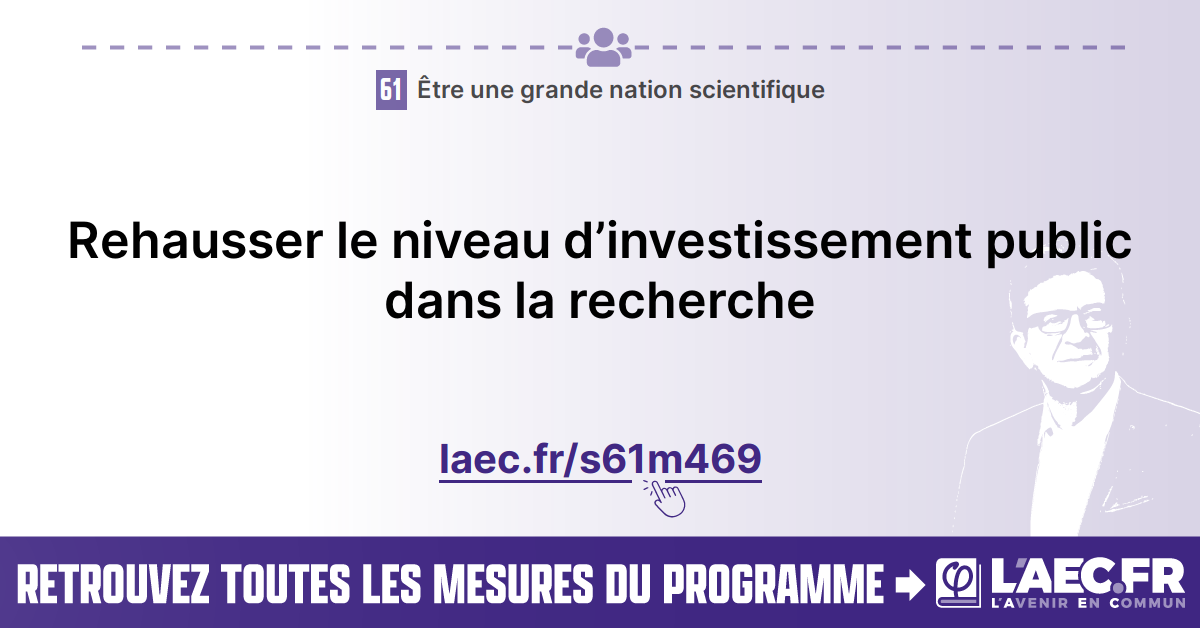 61 Être une grande nation scientifique
Rehausser le niveau d’investissement public
dans la recherche
laec.fr/s61m469
RETROUVEZ TOUTES LES MESURES DU PROGRAMME
φ L'AEC.FR
L'AVENIR EN COMMUN